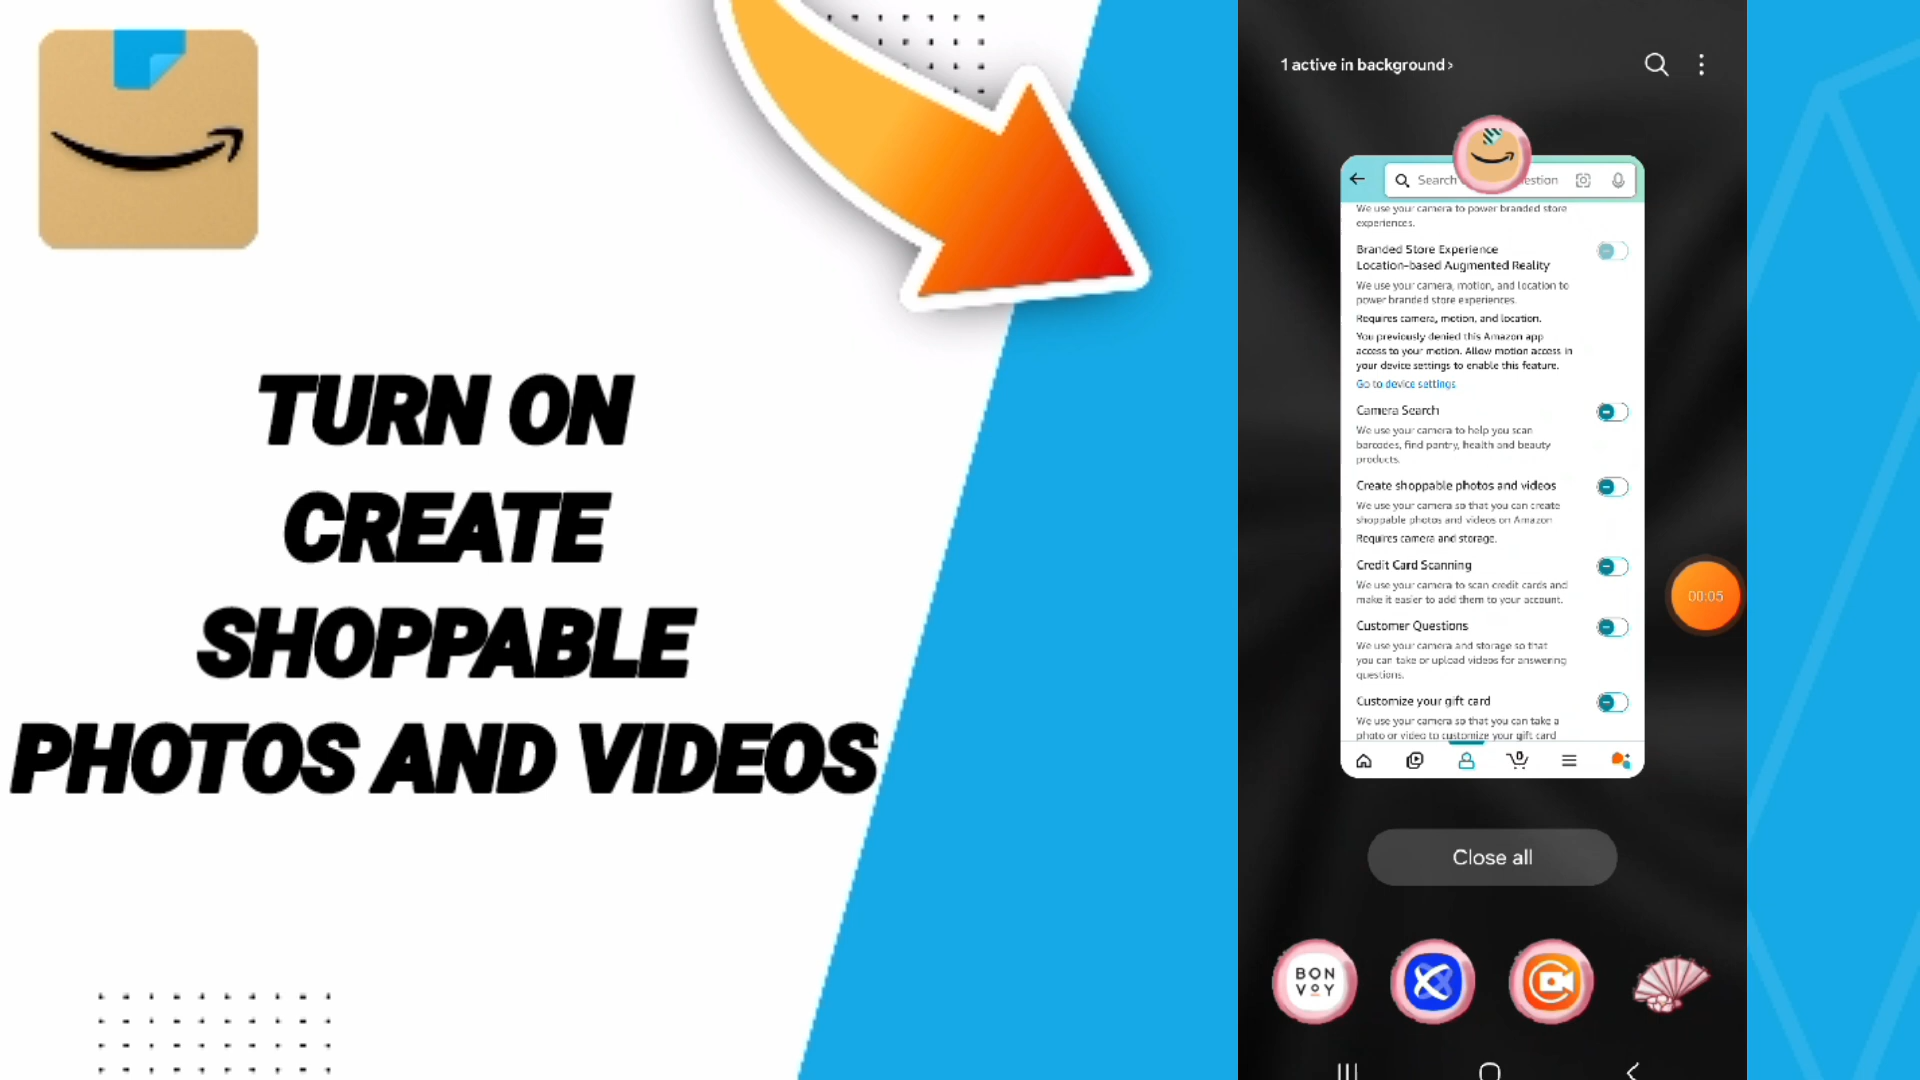 TURN ON
CREATE
SHOPPABLE
PHOTOS AND VIDEOS
1 active in background ›
Search
estion
We use your camera to power branded store
experiences.
Branded Store Experience
Location-based Augmented Reality
We use your camera, motion, and location to
power branded store experiences.
Requires camera, motion, and location.
You previously denied this Amazon app
access to your motion. Allow motion access in
your device settings to enable this feature.
Go to device settings
Camera Search
We use your camera to help you scan
barcodes, find pantry, health and beauty
products.
Create shoppable photos and videos
We use your camera so that you can create
shoppable photos and videos on Amazon
Requires camera and storage.
Credit Card Scanning
We use your camera to scan credit cards and
make it easier to add them to your account.
Customer Questions
We use your camera and storage so that
you can take or upload videos for answering
questions.
Customize your gift card
We use your camera so that you can take a
photo or video to customize your gift card
0
00:05
Close all
BON
VOY